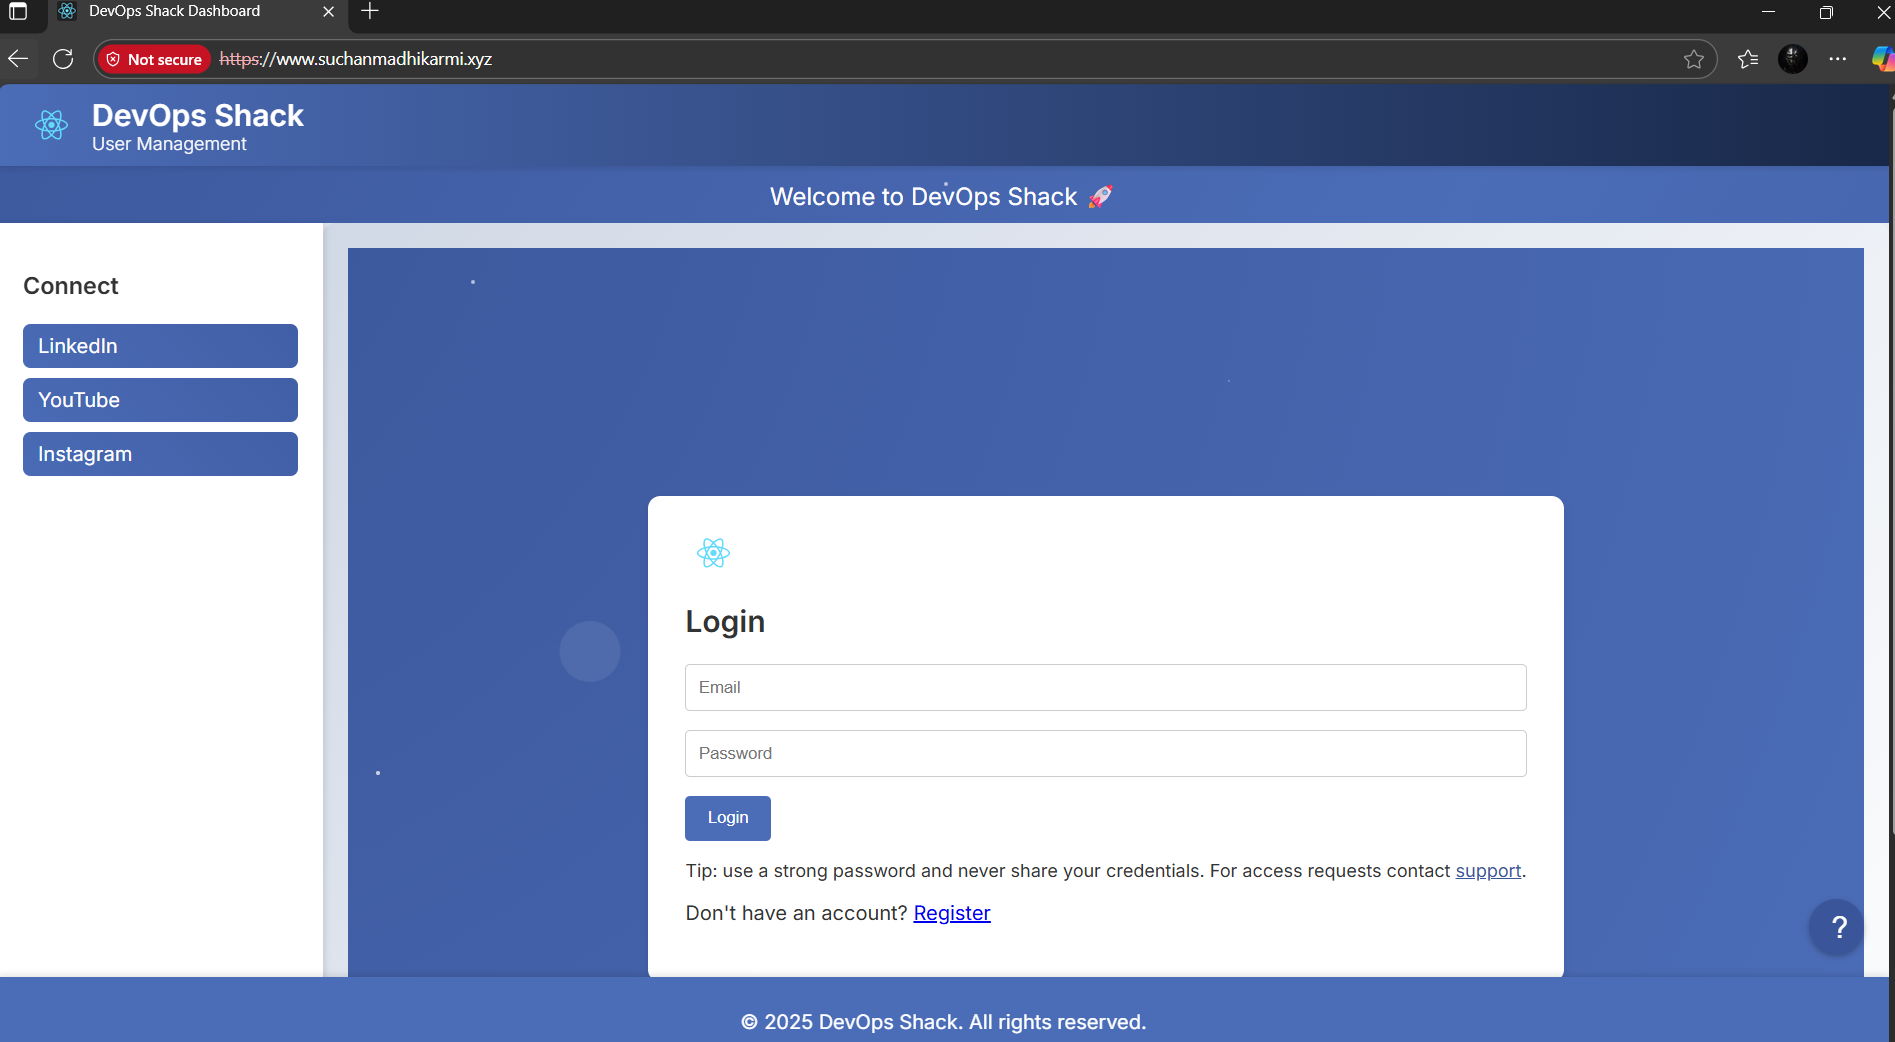 DevOps Shack Dashboard
Not secure https://www.suchanmadhikarmi.xyz
DevOps Shack
User Management
Welcome to DevOps Shack 🚀
Connect
LinkedIn
YouTube
Instagram
Login
Email
Password
Login
Tip: use a strong password and never share your credentials. For access requests contact support.
Don't have an account? Register
?
© 2025 DevOps Shack. All rights reserved.